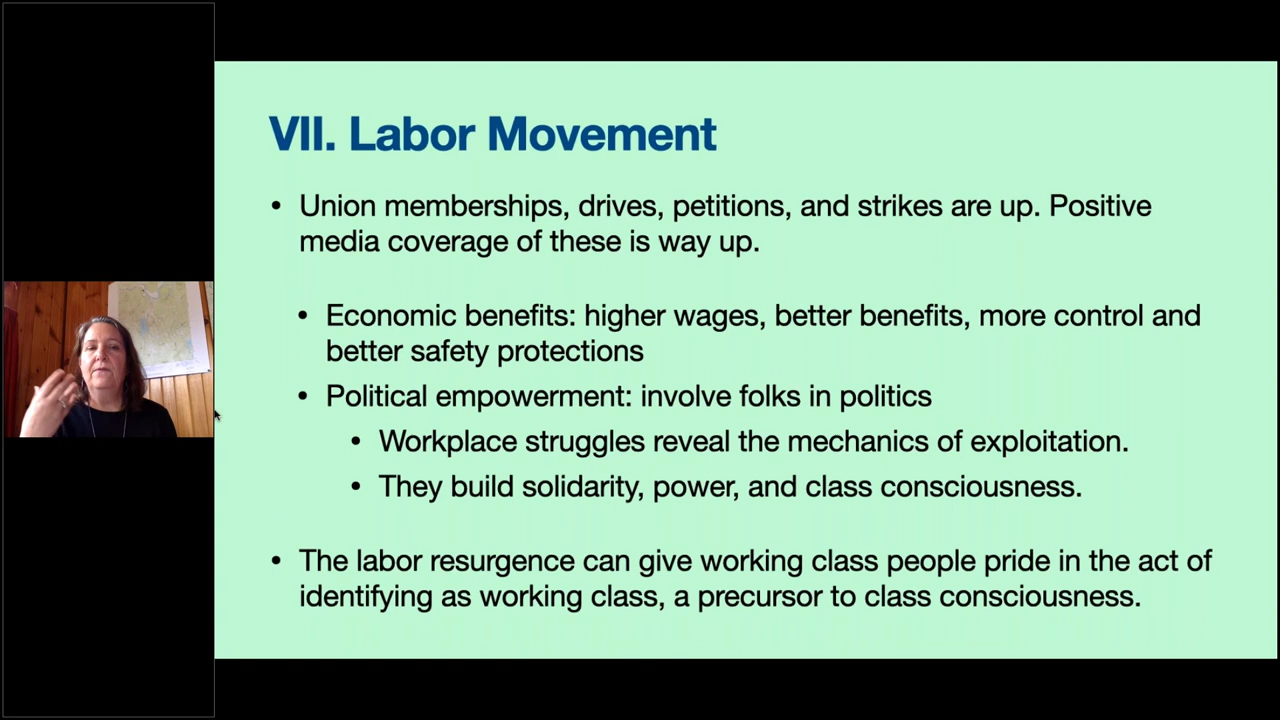 VII. Labor Movement
• Union memberships, drives, petitions, and strikes are up. Positive
media coverage of these is way up.
• Economic benefits: higher wages, better benefits, more control and
better safety protections
• Political empowerment: involve folks in politics
• Workplace struggles reveal the mechanics of exploitation.
• They build solidarity, power, and class consciousness.
• The labor resurgence can give working class people pride in the act of
identifying as working class, a precursor to class consciousness.